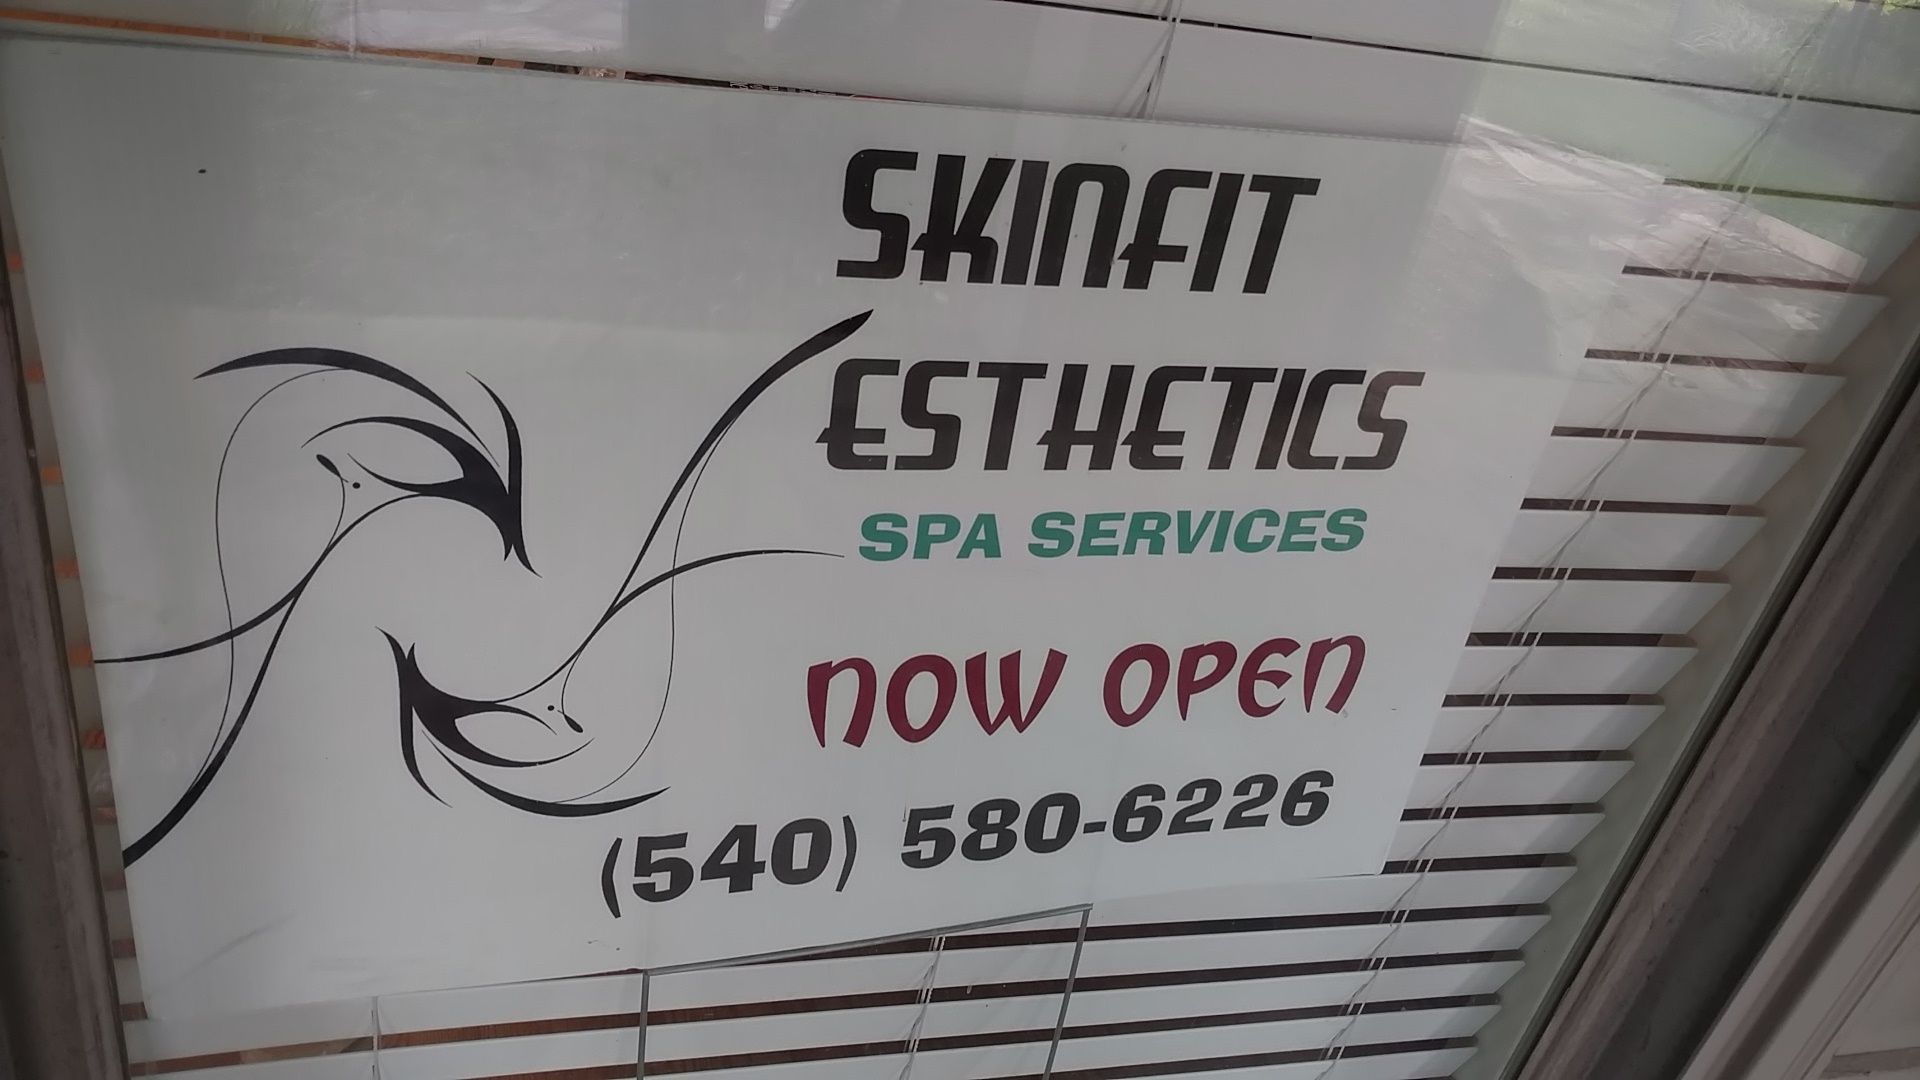 SKINFIT
ESTHETICS
SPA SERVICES
NOW OPEN
(540) 580-6226